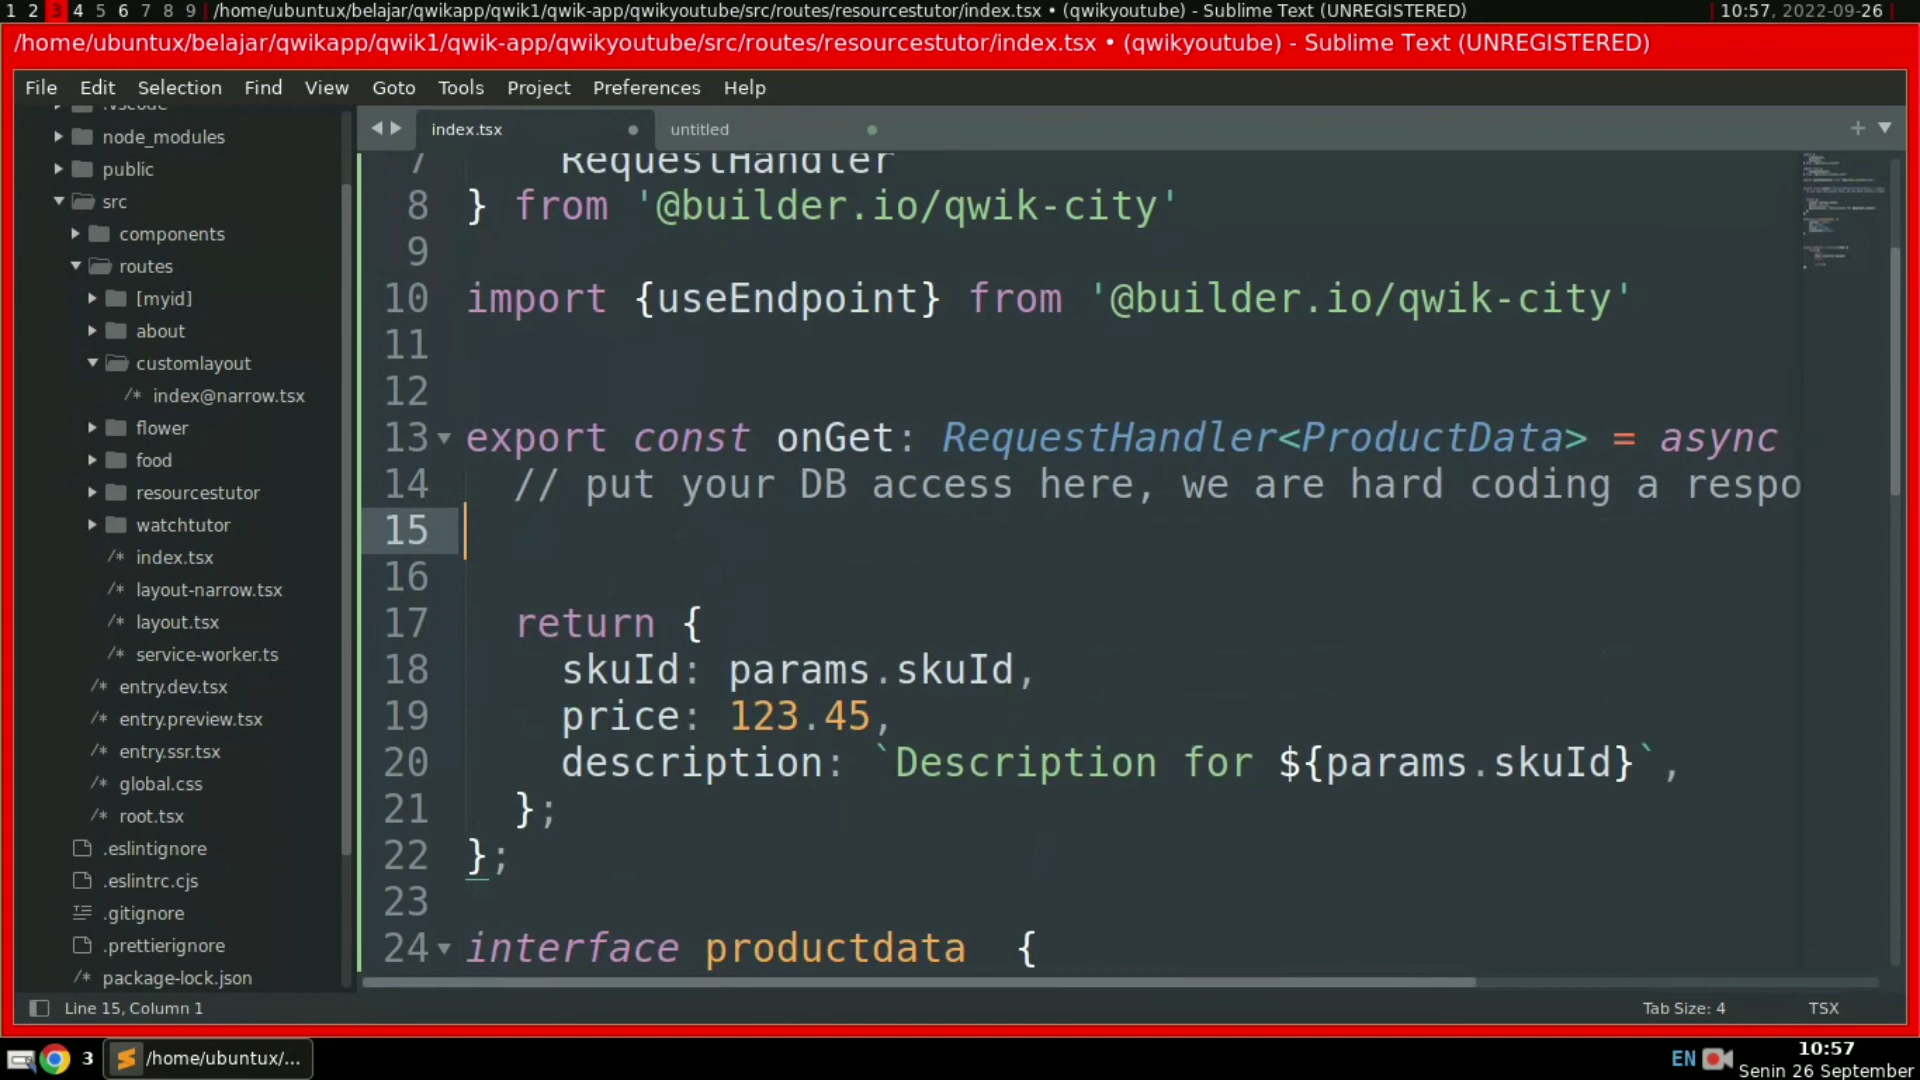 1 2 3 4 5 6 7 8 9 /home/ubuntux/belajar/qwikapp/qwik1/qwik-app/qwikyoutube/src/routes/resourcestutor/index.tsx • (qwikyoutube) - Sublime Text (UNREGISTERED) 10:57, 2022-09-26
/home/ubuntux/belajar/qwikapp/qwik1/qwik-app/qwikyoutube/src/routes/resourcestutor/index.tsx • (qwikyoutube) - Sublime Text (UNREGISTERED)
File Edit Selection Find View Goto Tools Project Preferences Help
.vscode
node_modules
public
src
components
routes
[myid]
about
customlayout
/* index@narrow.tsx
flower
food
resourcestutor
watchtutor
/* index.tsx
/* layout-narrow.tsx
/* layout.tsx
/* service-worker.ts
/* entry.dev.tsx
/* entry.preview.tsx
/* entry.ssr.tsx
/* global.css
/* root.tsx
.eslintignore
.eslintrc.cjs
.gitignore
.prettierignore
/* package-lock.json
index.tsx
untitled
7 RequestHandler
8 } from '@builder.io/qwik-city'
9
10 import {useEndpoint} from '@builder.io/qwik-city'
11
12
13 export const onGet: RequestHandler<ProductData> = async
14 // put your DB access here, we are hard coding a respo
15
16
17 return {
18 skuId: params.skuId,
19 price: 123.45,
20 description: `Description for ${params.skuId}`,
21 };
22 };
23
24 interface productdata {
Line 15, Column 1
Tab Size: 4
TSX
3
/home/ubuntux/...
EN
10:57
Senin 26 September